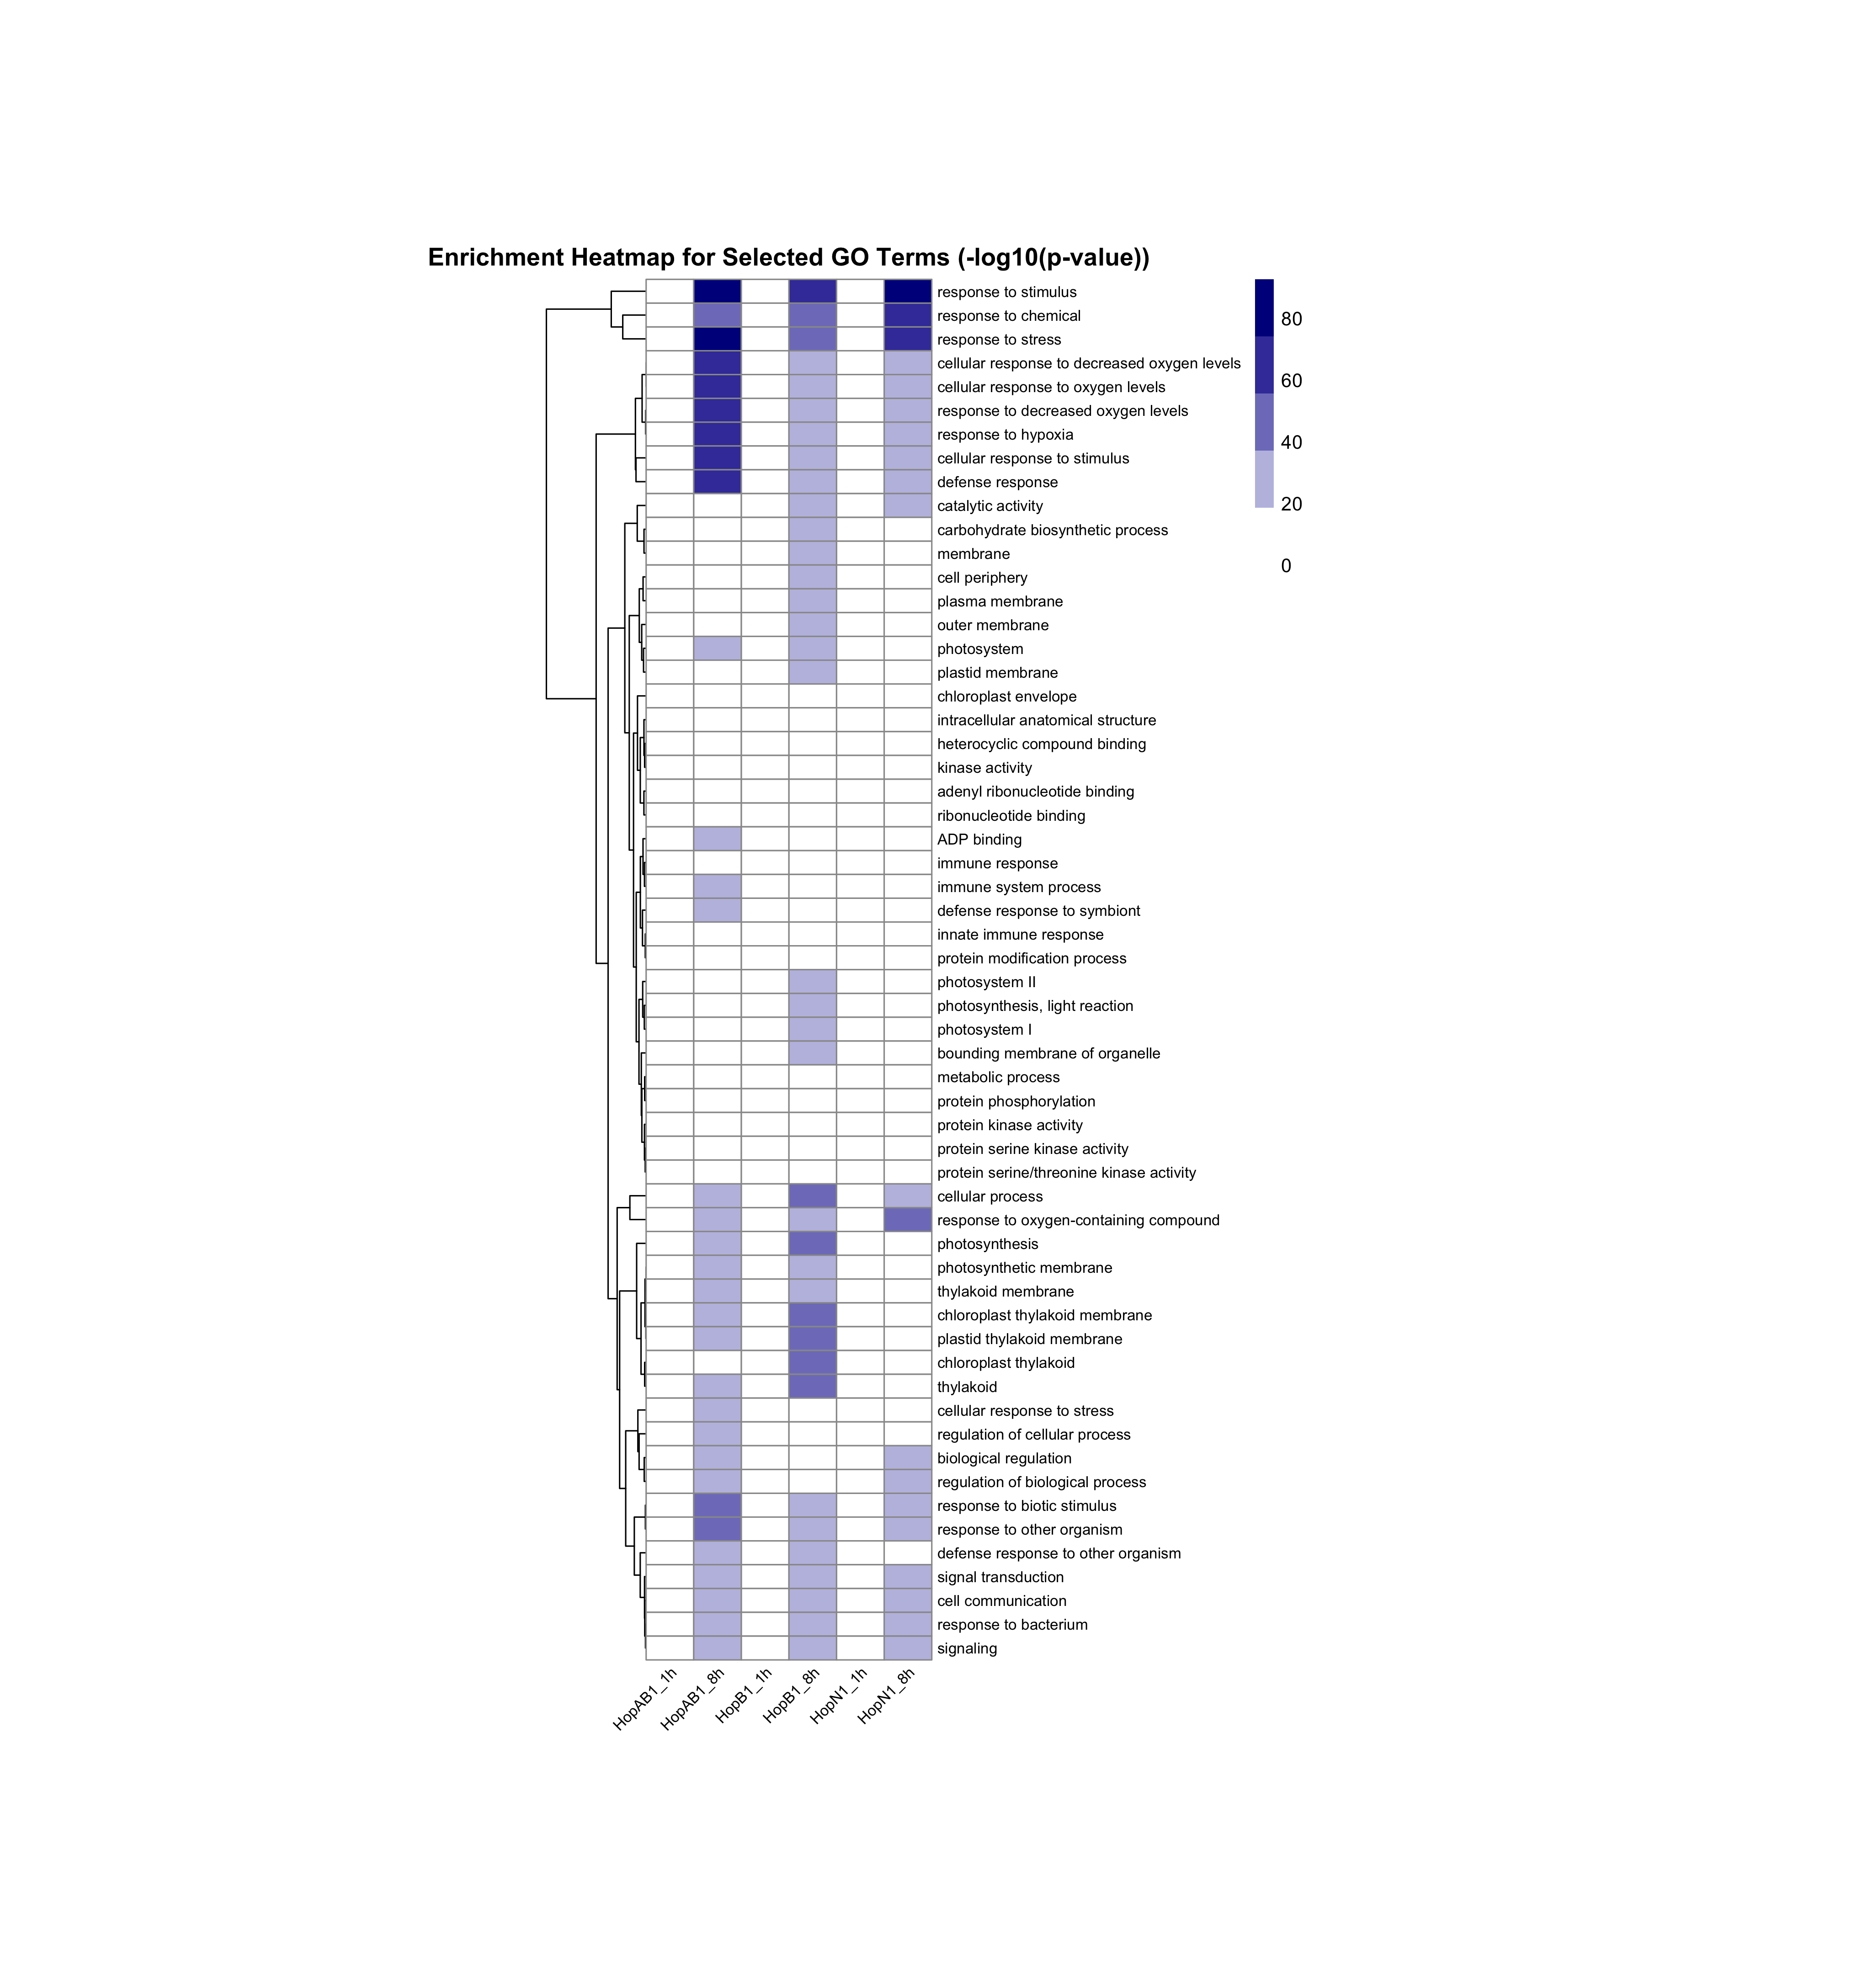 Enrichment Heatmap for Selected GO Terms (-log10(p-value))
response to stimulus
response to chemical
response to stress
cellular response to decreased oxygen levels
cellular response to oxygen levels
response to decreased oxygen levels
response to hypoxia
cellular response to stimulus
defense response
catalytic activity
carbohydrate biosynthetic process
membrane
cell periphery
plasma membrane
outer membrane
photosystem
plastid membrane
chloroplast envelope
intracellular anatomical structure
heterocyclic compound binding
kinase activity
adenyl ribonucleotide binding
ribonucleotide binding
ADP binding
immune response
immune system process
defense response to symbiont
innate immune response
protein modification process
photosystem II
photosynthesis, light reaction
photosystem I
bounding membrane of organelle
metabolic process
protein phosphorylation
protein kinase activity
protein serine kinase activity
protein serine/threonine kinase activity
cellular process
response to oxygen-containing compound
photosynthesis
photosynthetic membrane
thylakoid membrane
chloroplast thylakoid membrane
plastid thylakoid membrane
chloroplast thylakoid
thylakoid
cellular response to stress
regulation of cellular process
biological regulation
regulation of biological process
response to biotic stimulus
response to other organism
defense response to other organism
signal transduction
cell communication
response to bacterium
signaling
80
60
40
20
0
HopAB1_1h
HopAB1_8h
HopB1_1h
HopB1_8h
HopN1_1h
HopN1_8h